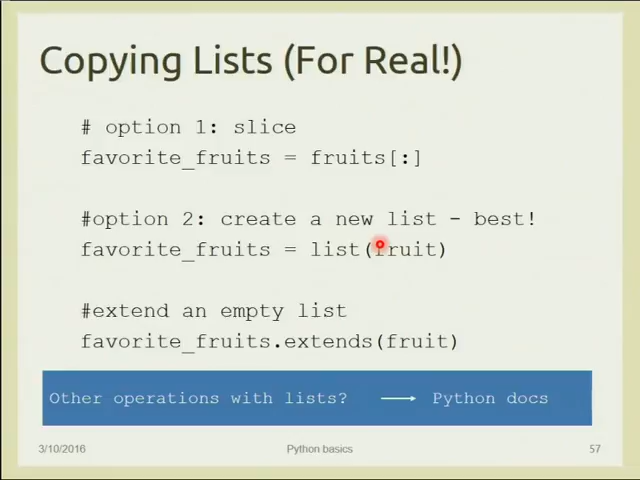 Copying Lists (For Real!)
# option 1: slice
favorite_fruits = fruits[:]
#option 2: create a new list - best!
favorite_fruits = list(fruit)
#extend an empty list
favorite_fruits.extends(fruit)
Other operations with lists? → Python docs
3/10/2016 Python basics 57